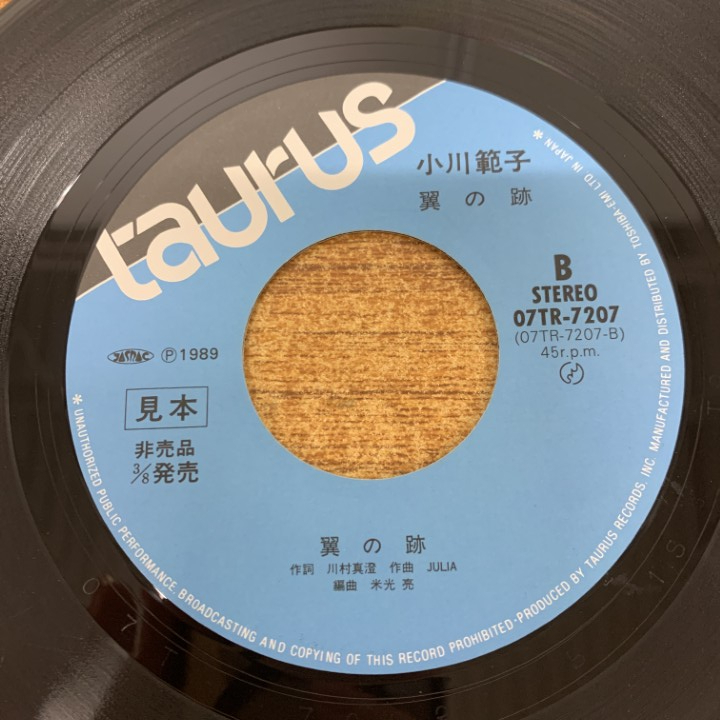 taurus
小川範子
翼の跡
B
STEREO
07TR-7207
(07TR-7207-B)
45r.p.m.
JASRAC Ⓟ1989
見本
非売品
3/8発売
翼の跡
作詞 川村真澄 作曲 JULIA
編曲 米光 亮
* UNAUTHORIZED PUBLIC PERFORMANCE, BROADCASTING AND COPYING OF THIS RECORD PROHIBITED・PRODUCED BY TAURUS RECORDS, INC. MANUFACTURED AND DISTRIBUTED BY TOSHIBA-EMI LTD IN JAPAN *